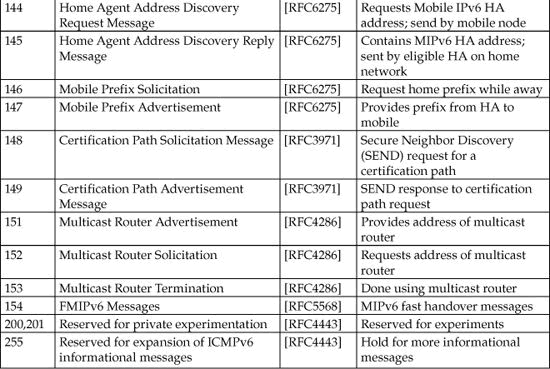 144 Home Agent Address Discovery Request Message [RFC6275] Requests Mobile IPv6 HA address; send by mobile node
145 Home Agent Address Discovery Reply Message [RFC6275] Contains MIPv6 HA address; sent by eligible HA on home network
146 Mobile Prefix Solicitation [RFC6275] Request home prefix while away
147 Mobile Prefix Advertisement [RFC6275] Provides prefix from HA to mobile
148 Certification Path Solicitation Message [RFC3971] Secure Neighbor Discovery (SEND) request for a certification path
149 Certification Path Advertisement Message [RFC3971] SEND response to certification path request
151 Multicast Router Advertisement [RFC4286] Provides address of multicast router
152 Multicast Router Solicitation [RFC4286] Requests address of multicast router
153 Multicast Router Termination [RFC4286] Done using multicast router
154 FMIPv6 Messages [RFC5568] MIPv6 fast handover messages
200,201 Reserved for private experimentation [RFC4443] Reserved for experiments
255 Reserved for expansion of ICMPv6 informational messages [RFC4443] Hold for more informational messages